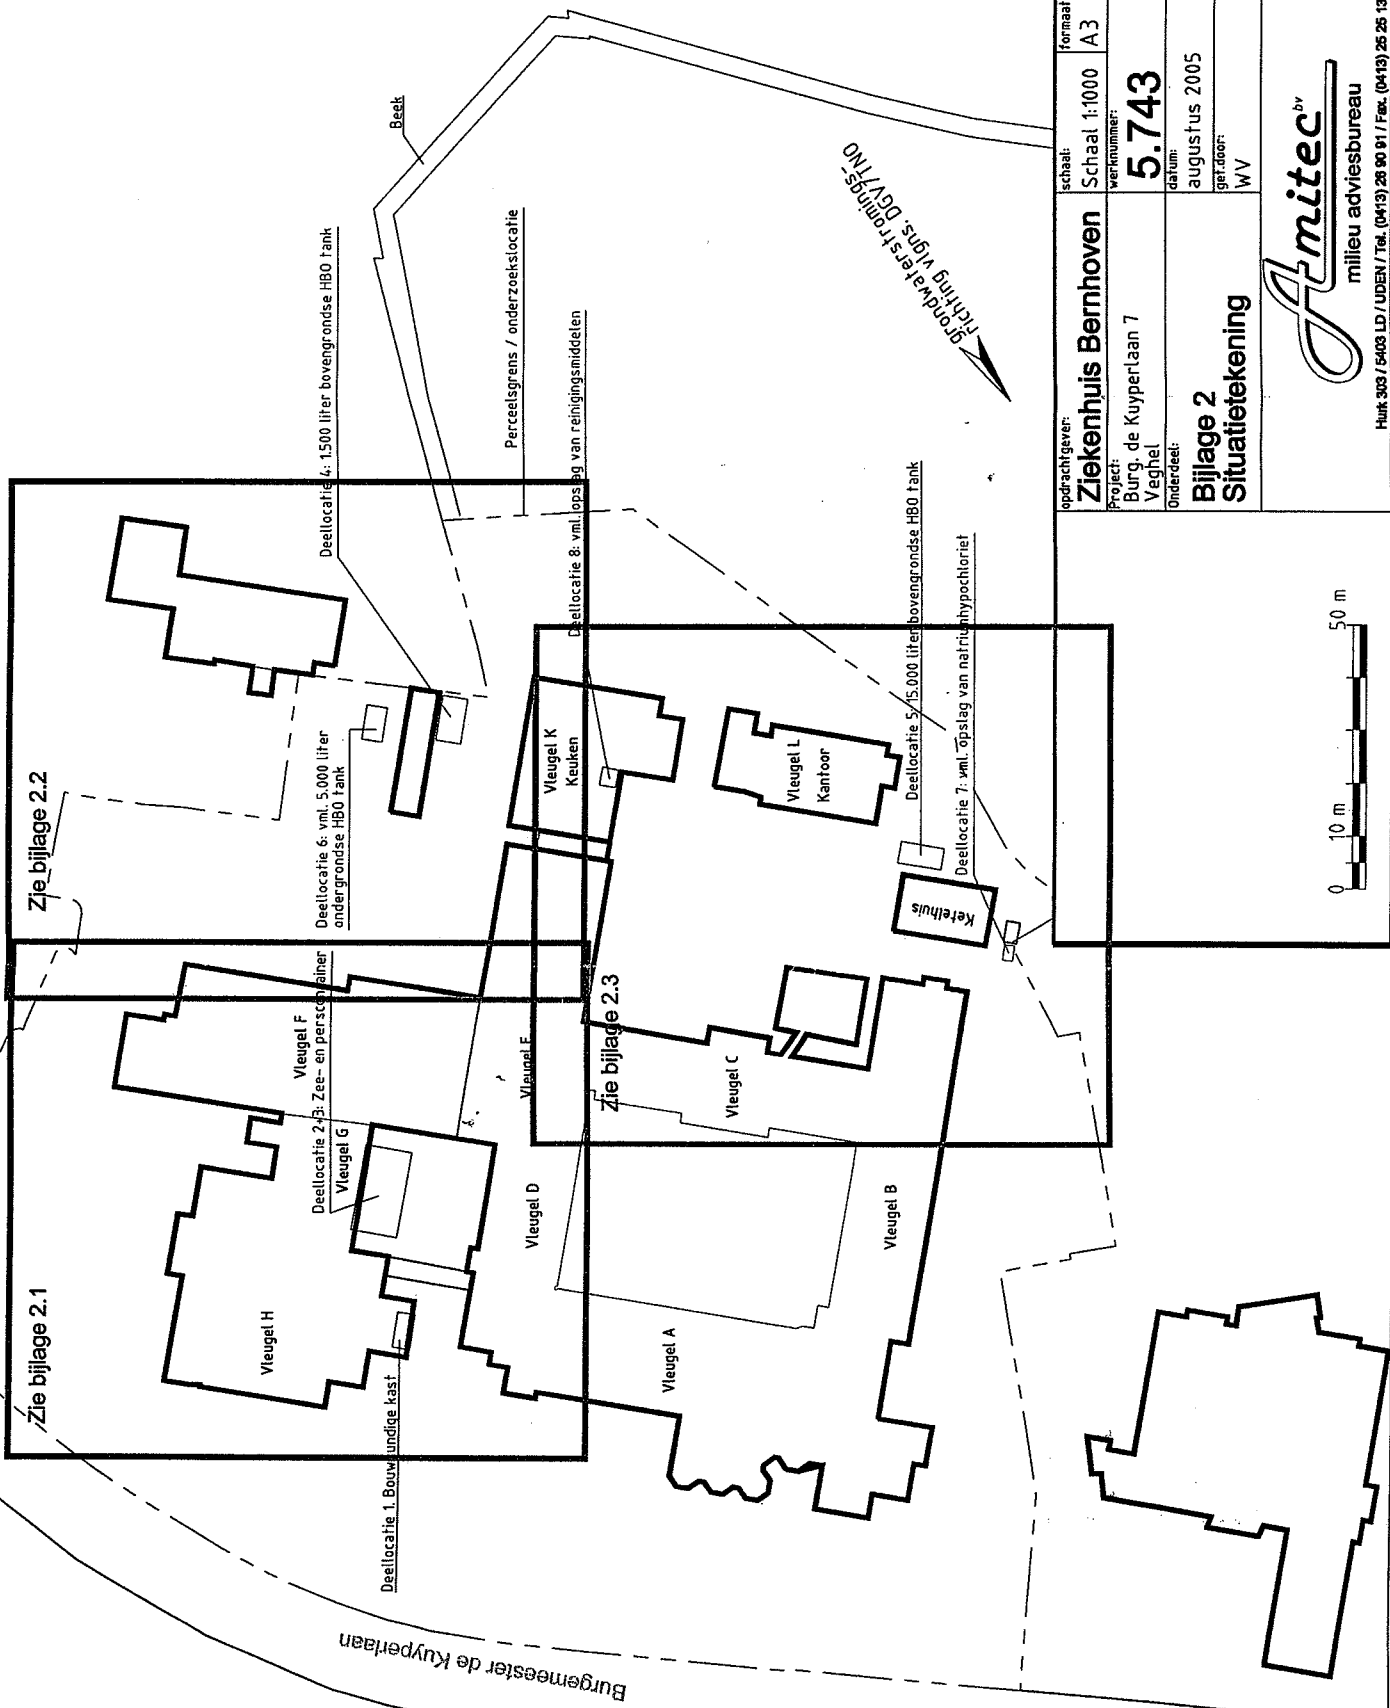 Zie bijlage 2.1
Zie bijlage 2.2
Zie bijlage 2.3
Beek
Deellocatie 4: 1.500 liter bovengrondse HBO tank
Perceelsgrens / onderzoekslocatie
Deellocatie 8: vml. opslag van reinigingsmiddelen
Deellocatie 6: vml. 5.000 liter
ondergrondse HBO tank
Deellocatie 2+3: Zee- en perscontainer
Deellocatie 1. Bouwkundige kast
Deellocatie 5: 15.000 liter bovengrondse HBO tank
Deellocatie 7: vml. opslag van natriumhypochloriet
Vleugel F
Vleugel G
Vleugel H
Vleugel E
Vleugel D
Vleugel K
Keuken
Vleugel L
Kantoor
Vleugel C
Vleugel B
Vleugel A
Ketelhuis
Burgemeester de Kuyperlaan
grondwaterstromings-
richting vlgns. DGV/TNO
0 10 m 50 m
opdrachtgever:
Ziekenhuis Bernhoven
Project:
Burg. de Kuyperlaan 7
Veghel
Onderdeel:
Bijlage 2
Situatietekening
schaal:
Schaal 1:1000
formaat
A3
werknummer:
5.743
datum:
augustus 2005
get.door:
WV
Amitec bv
milieu adviesbureau
Hurk 303 / 5403 LD / UDEN / Tel. (0413) 26 90 91 / Fax. (0413) 25 25 13